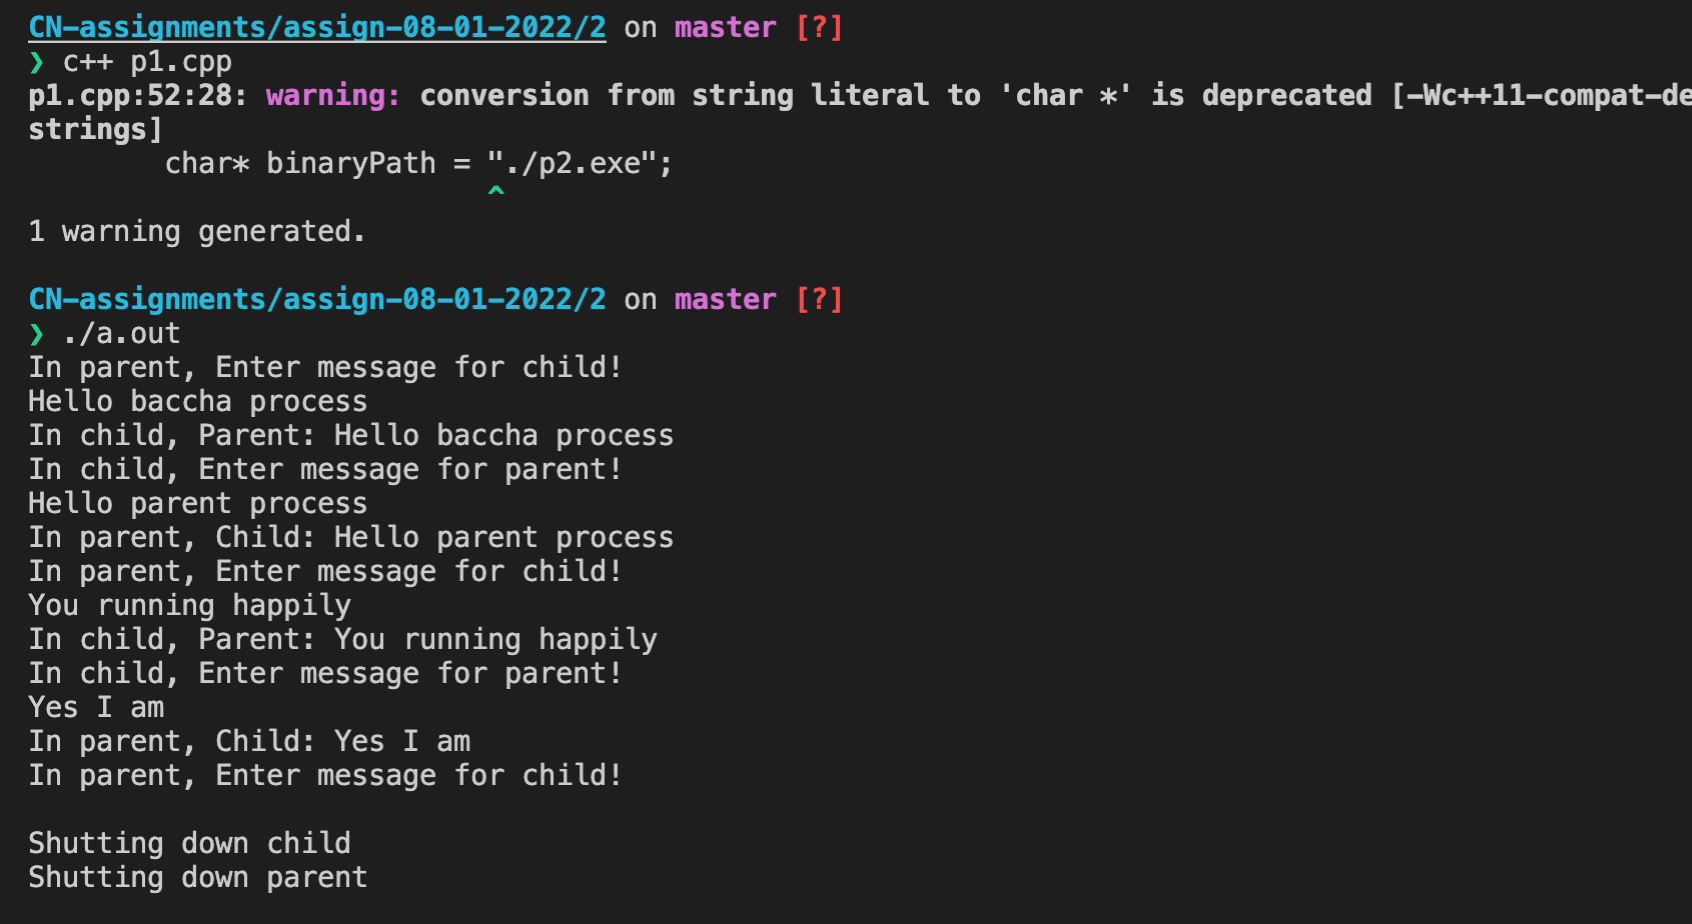 CN-assignments/assign-08-01-2022/2 on master [?]
❯ c++ p1.cpp
p1.cpp:52:28: warning: conversion from string literal to 'char *' is deprecated [-Wc++11-compat-de
strings]
        char* binaryPath = "./p2.exe";
                           ^
1 warning generated.
CN-assignments/assign-08-01-2022/2 on master [?]
❯ ./a.out
In parent, Enter message for child!
Hello baccha process
In child, Parent: Hello baccha process
In child, Enter message for parent!
Hello parent process
In parent, Child: Hello parent process
In parent, Enter message for child!
You running happily
In child, Parent: You running happily
In child, Enter message for parent!
Yes I am
In parent, Child: Yes I am
In parent, Enter message for child!
Shutting down child
Shutting down parent